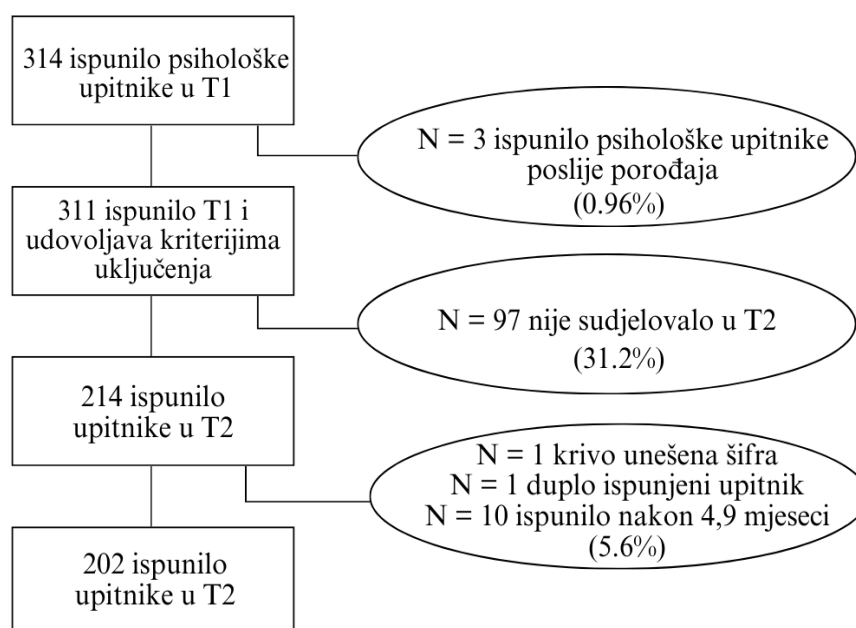 314 ispunilo psihološke
upitnike u T1
N = 3 ispunilo psihološke upitnike
poslije porođaja
(0.96%)
311 ispunilo T1 i
udovoljava kriterijima
uključenja
N = 97 nije sudjelovalo u T2
(31.2%)
214 ispunilo
upitnike u T2
N = 1 krivo unešena šifra
N = 1 duplo ispunjeni upitnik
N = 10 ispunilo nakon 4,9 mjeseci
(5.6%)
202 ispunilo
upitnike u T2